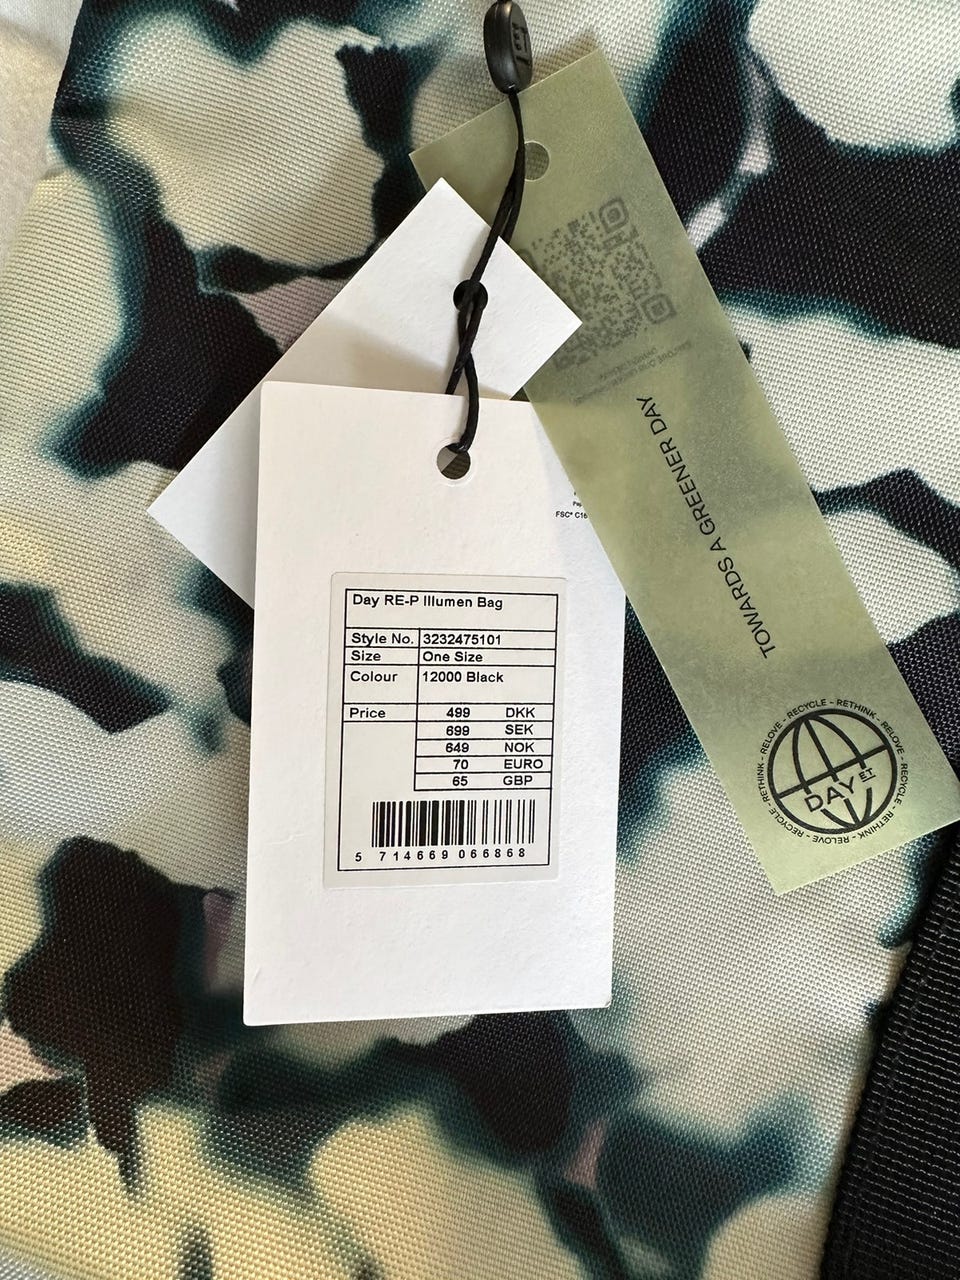 TOWARDS A GREENER DAY
RETHINK - RELOVE - RECYCLE - RETHINK - RELOVE - RECYCLE - RETHINK - RELOVE - RECYCLE -
DAY ET
FSC® C16
Day RE-P Illumen Bag
Style No. 3232475101
Size One Size
Colour 12000 Black
Price 499 DKK
699 SEK
649 NOK
70 EURO
65 GBP
5 714669 066868